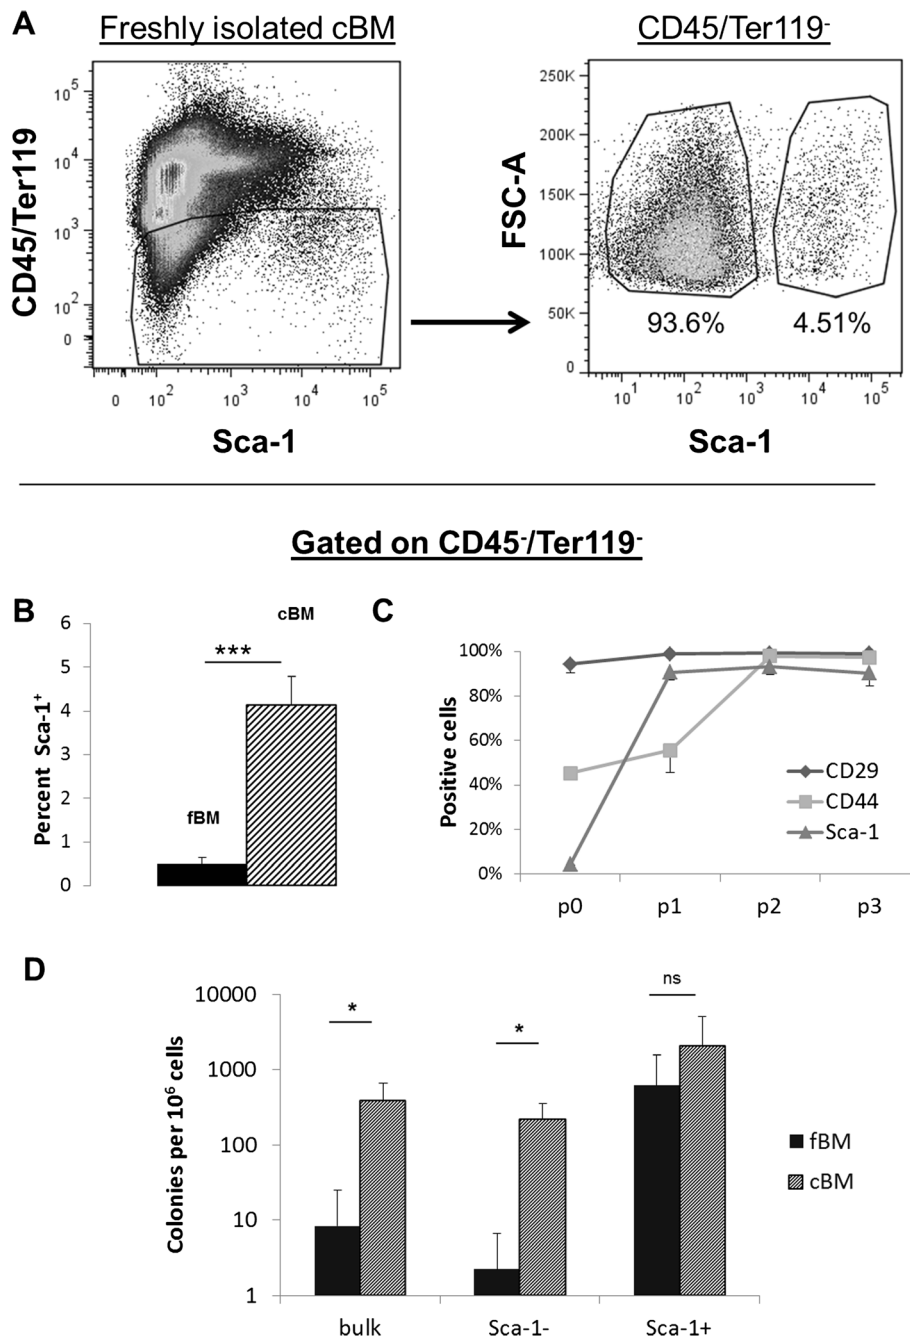 A
Freshly isolated cBM
CD45/Ter119-
CD45/Ter119
10^5
10^4
10^3
10^2
0
0
10^2
10^3
10^4
10^5
Sca-1
FSC-A
250K
200K
150K
100K
50K
0
93.6%
4.51%
10^1
10^2
10^3
10^4
10^5
Sca-1
Gated on CD45-/Ter119-
B
Percent Sca-1+
6
5
4
3
2
1
0
cBM
***
fBM
C
Positive cells
100%
80%
60%
40%
20%
0%
CD29
CD44
Sca-1
p0
p1
p2
p3
D
Colonies per 10^6 cells
10000
1000
100
10
1
*
*
ns
fBM
cBM
bulk
Sca-1-
Sca-1+